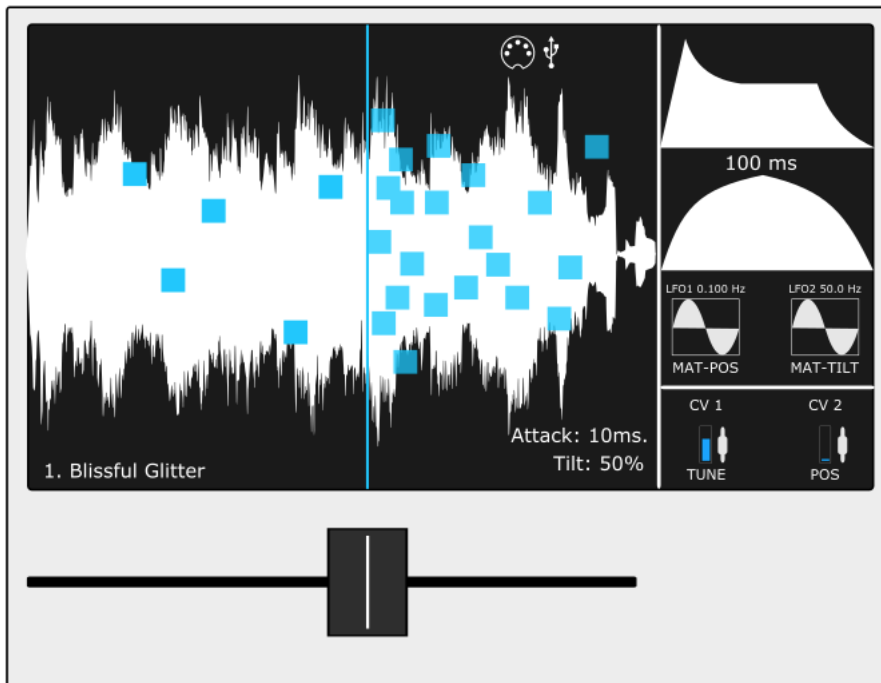 100 ms
LFO1 0.100 Hz
LFO2 50.0 Hz
MAT-POS
MAT-TILT
CV 1
CV 2
TUNE
POS
Attack: 10ms.
Tilt: 50%
1. Blissful Glitter